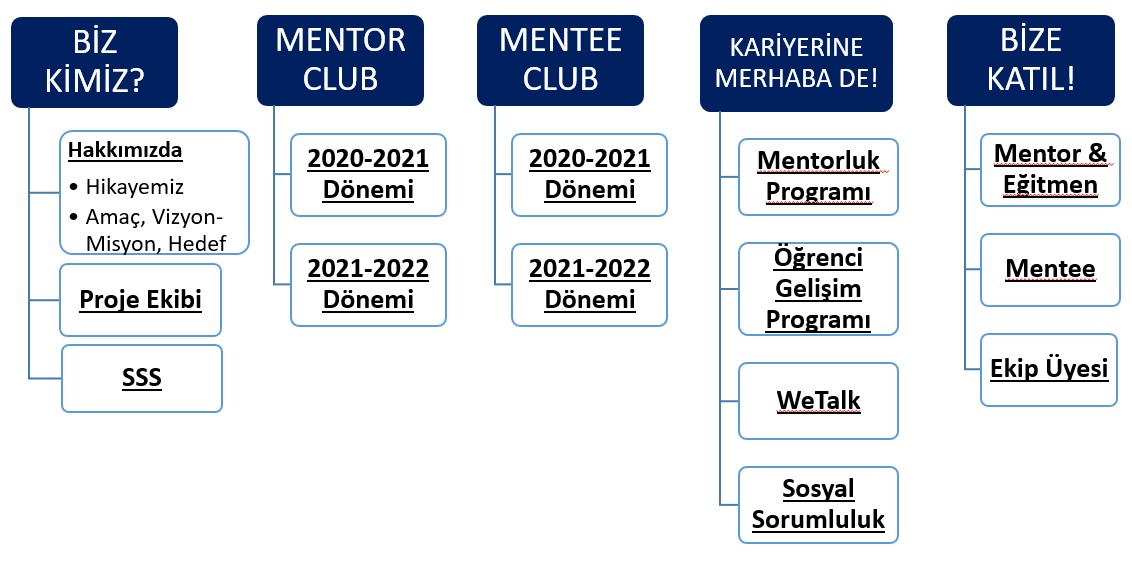 BİZ
KİMİZ?
Hakkımızda
• Hikayemiz
• Amaç, Vizyon-
Misyon, Hedef
Proje Ekibi
SSS
MENTOR
CLUB
2020-2021
Dönemi
2021-2022
Dönemi
MENTEE
CLUB
2020-2021
Dönemi
2021-2022
Dönemi
KARİYERİNE
MERHABA DE!
Mentorluk
Programı
Öğrenci
Gelişim
Programı
WeTalk
Sosyal
Sorumluluk
BİZE
KATIL!
Mentor &
Eğitmen
Mentee
Ekip Üyesi